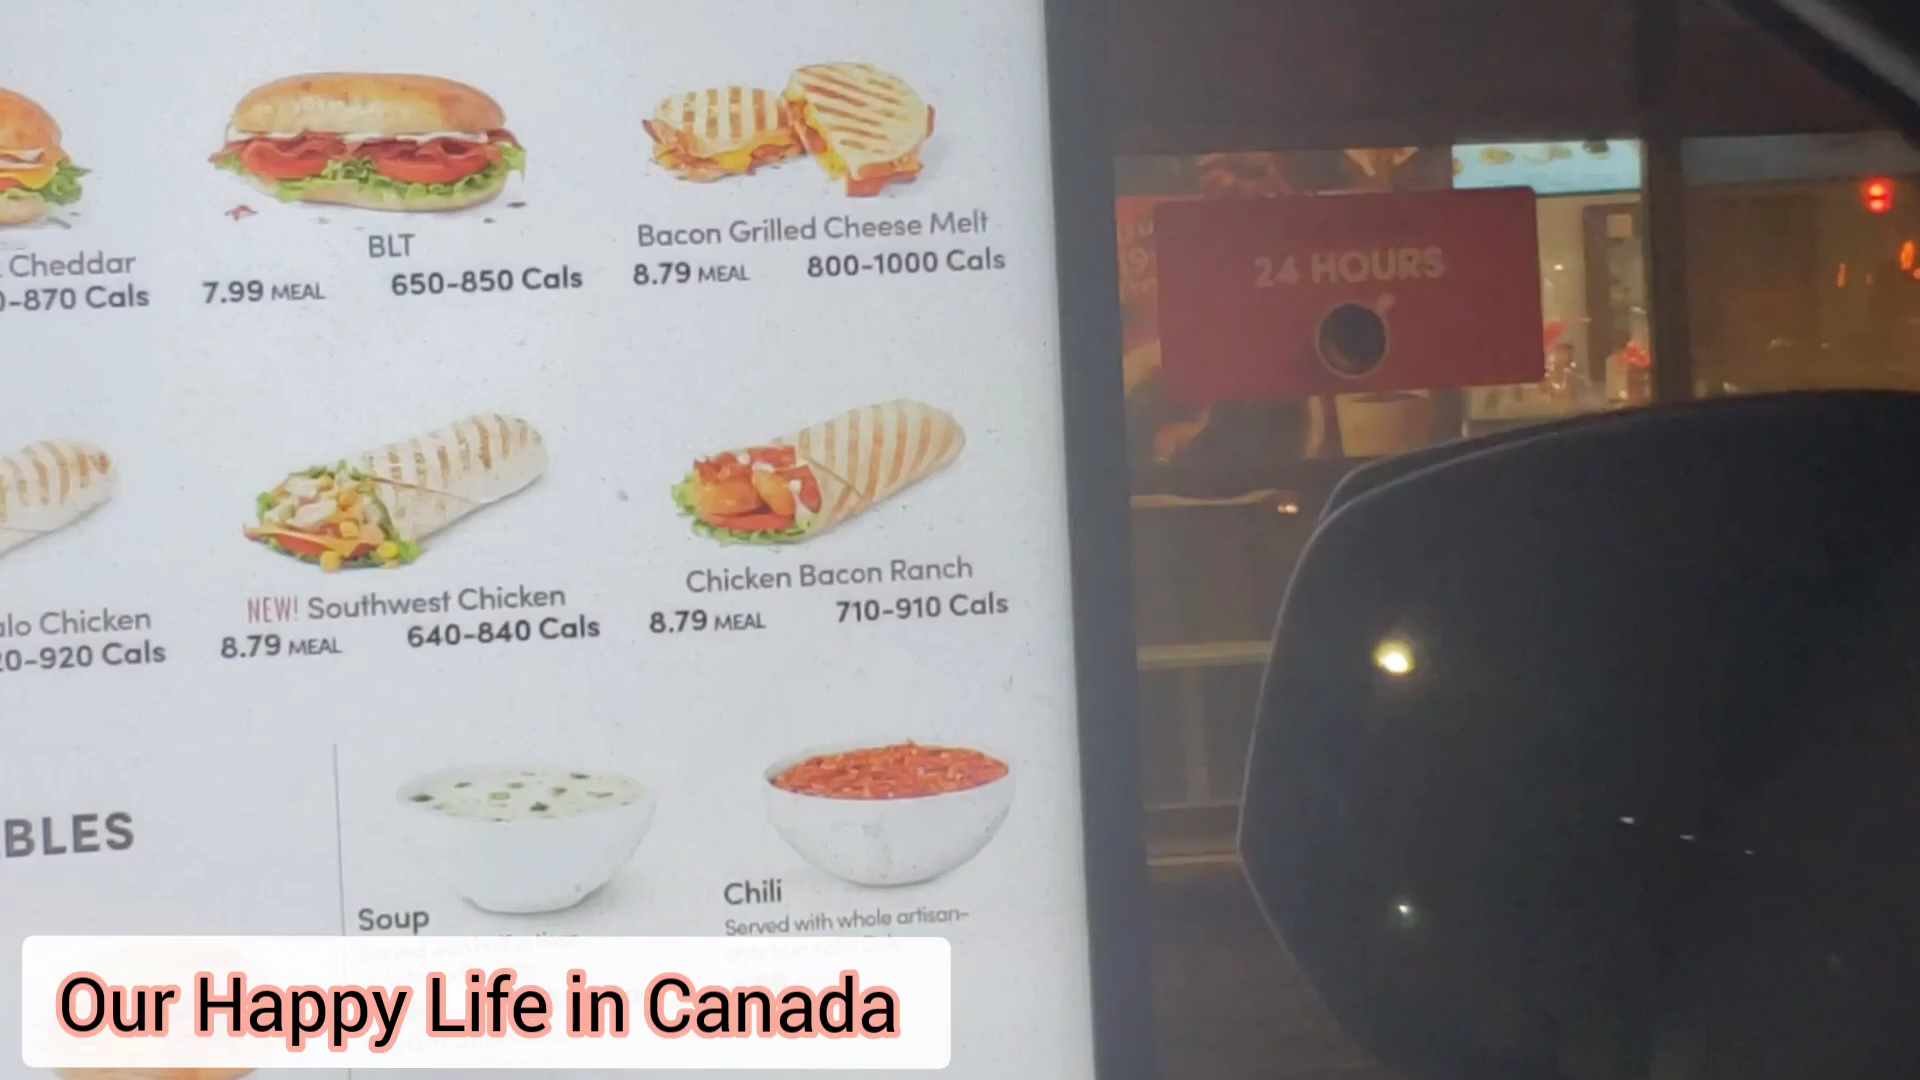 Cheddar
-870 Cals
BLT
7.99 MEAL 650-850 Cals
Bacon Grilled Cheese Melt
8.79 MEAL 800-1000 Cals
24 HOURS
Chicken
0-920 Cals
NEW! Southwest Chicken
8.79 MEAL 640-840 Cals
Chicken Bacon Ranch
8.79 MEAL 710-910 Cals
BLES
Soup
Chili
Served with whole artisan-
Our Happy Life in Canada